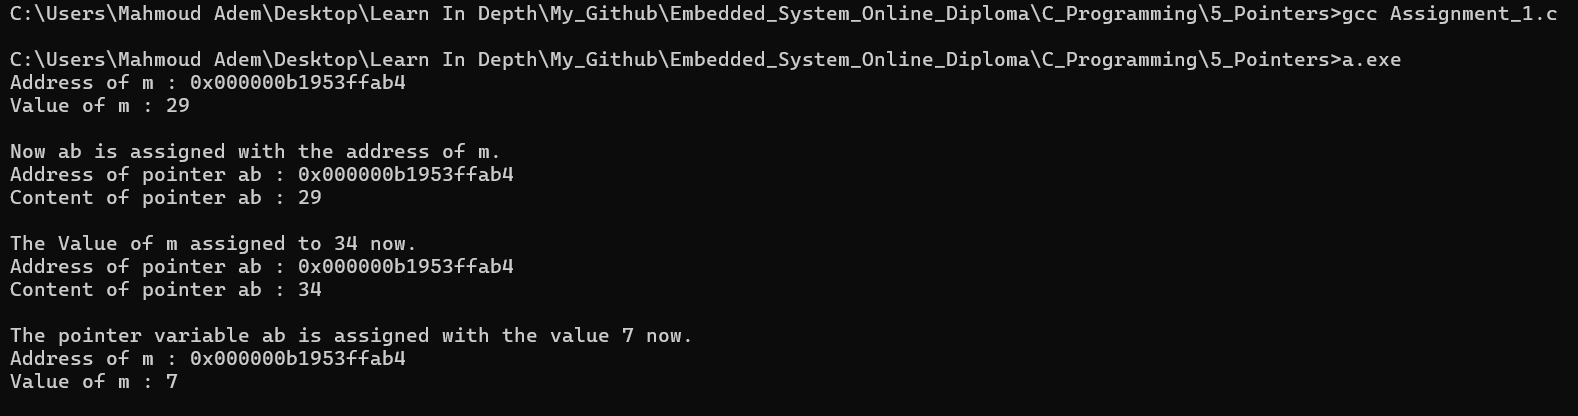 C:\Users\Mahmoud Adem\Desktop\Learn In Depth\My_Github\Embedded_System_Online_Diploma\C_Programming\5_Pointers>gcc Assignment_1.c
C:\Users\Mahmoud Adem\Desktop\Learn In Depth\My_Github\Embedded_System_Online_Diploma\C_Programming\5_Pointers>a.exe
Address of m : 0x000000b1953ffab4
Value of m : 29
Now ab is assigned with the address of m.
Address of pointer ab : 0x000000b1953ffab4
Content of pointer ab : 29
The Value of m assigned to 34 now.
Address of pointer ab : 0x000000b1953ffab4
Content of pointer ab : 34
The pointer variable ab is assigned with the value 7 now.
Address of m : 0x000000b1953ffab4
Value of m : 7